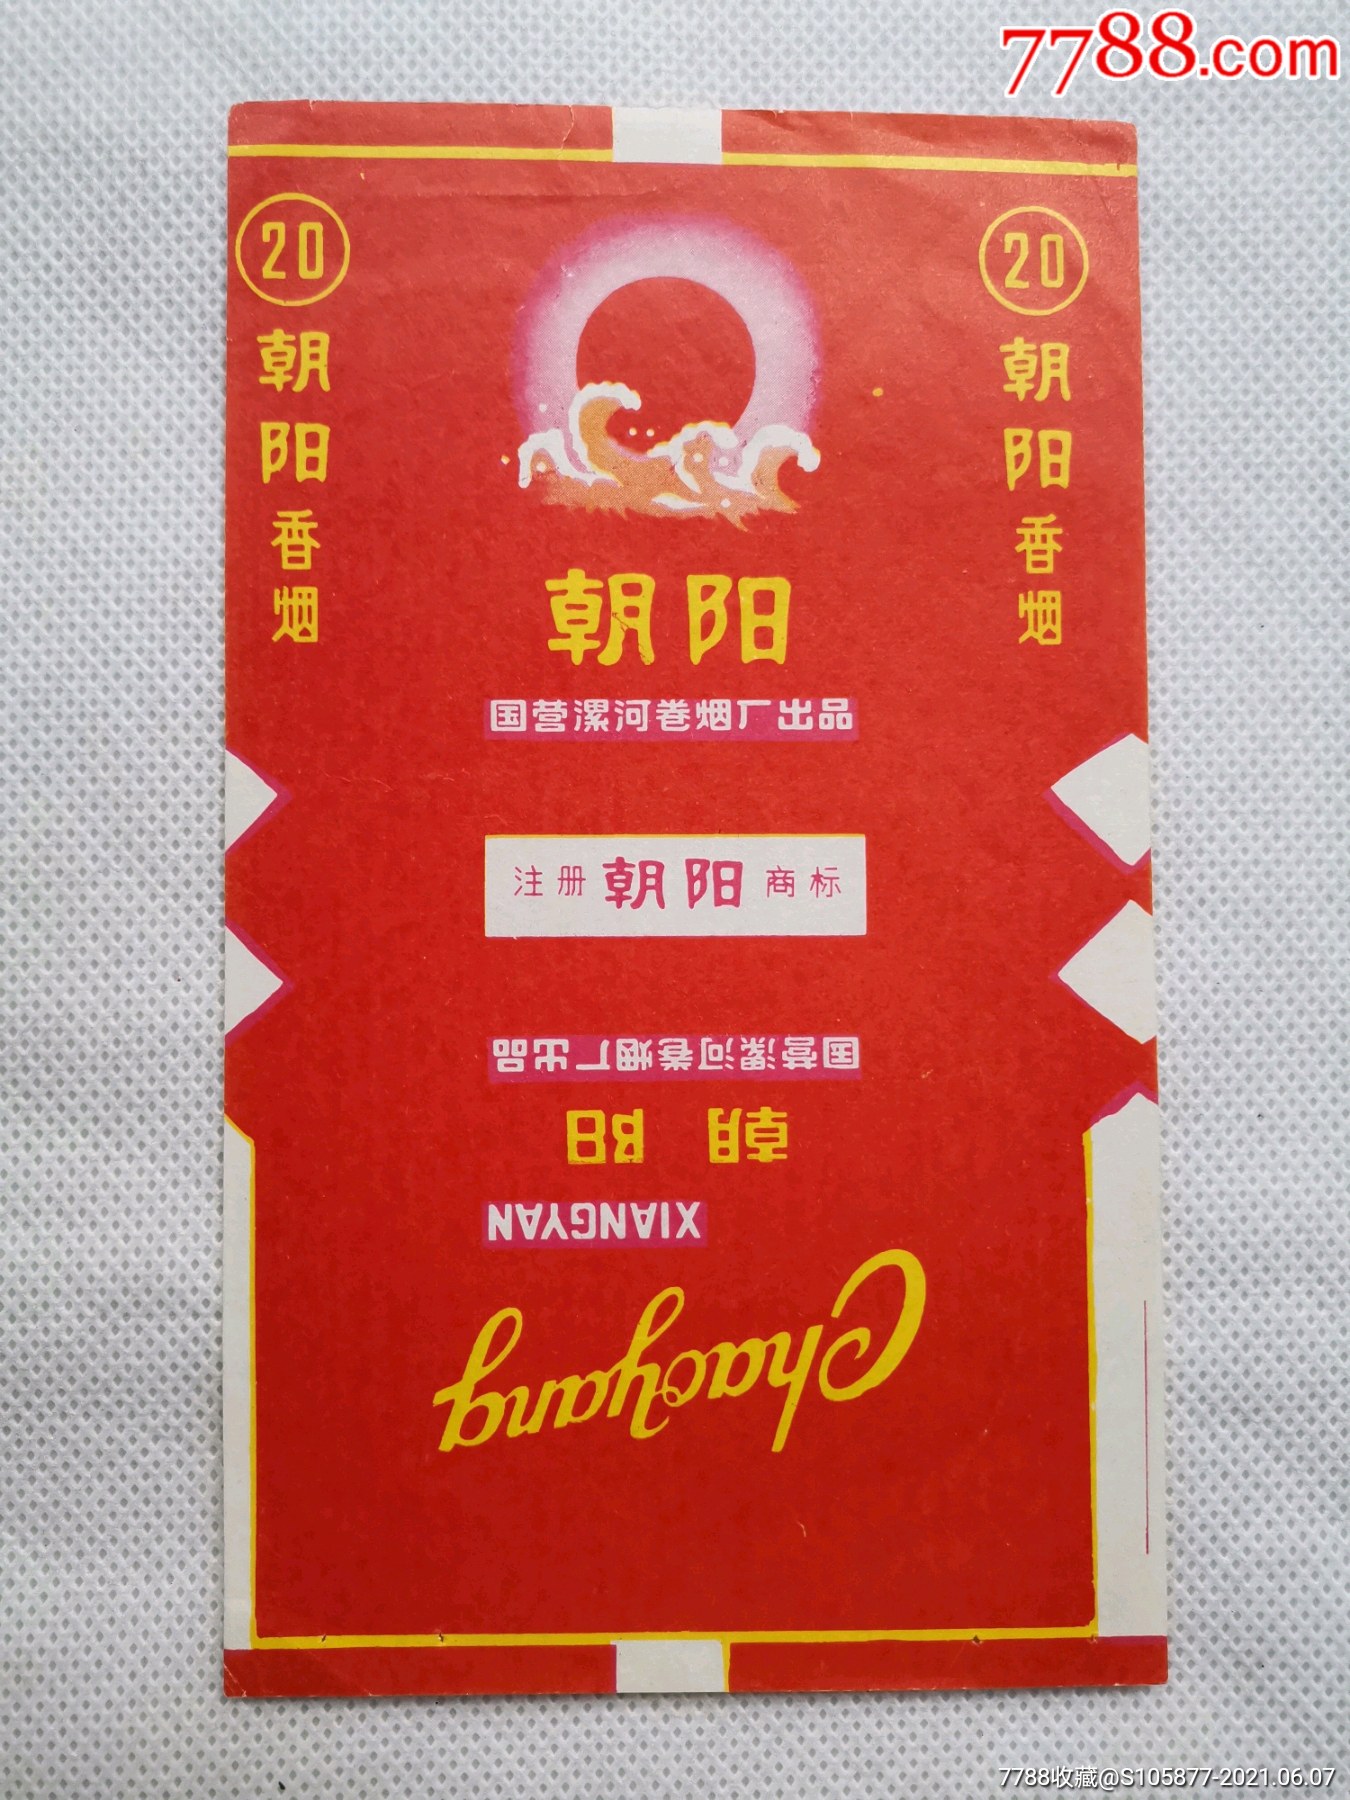 7788.com
20
朝阳香烟
20
朝阳香烟
朝阳
国营漯河卷烟厂出品
注册 朝阳 商标
国营漯河卷烟厂出品
朝阳
XIANGYAN
Chaoyang
7788收藏@S105877-2021.06.07